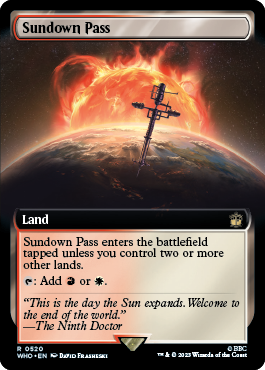 Sundown Pass
Land
Sundown Pass enters the battlefield
tapped unless you control two or more
other lands.
: Add or .
“This is the day the Sun expands. Welcome to
the end of the world.”
—The Ninth Doctor
R 0520
WHO • EN DAVID FRASHESKI
© BBC
™ & © 2023 Wizards of the Coast